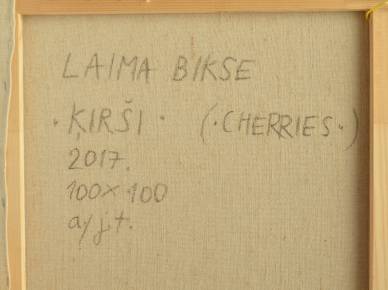 LAIMA BIKSE
·ĶIRŠI· (·CHERRIES·)
2017.
100×100
a/j.t.